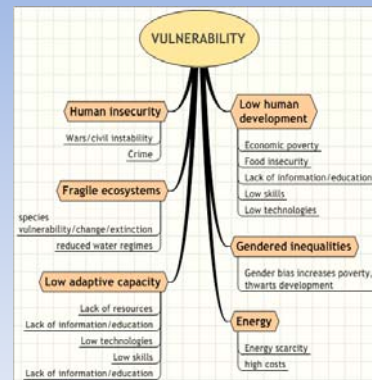 VULNERABILITY
Human insecurity
Wars/civil instability
Crime
Fragile ecosystems
species
vulnerability/change/extinction
reduced water regimes
Low adaptive capacity
Lack of resources
Lack of information/education
Low technologies
Low skills
Lack of information/education
Low human
development
Economic poverty
Food insecurity
Lack of information/education
Low skills
Low technologies
Gendered inequalities
Gender bias increases poverty,
thwarts development
Energy
Energy scarcity
high costs